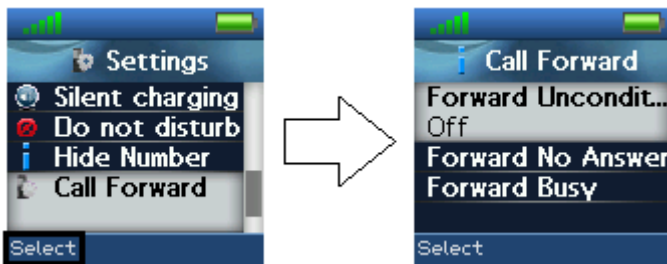 Settings
Silent charging
Do not disturb
Hide Number
Call Forward
Select
Call Forward
Forward Uncondit...
Off
Forward No Answer
Forward Busy
Select